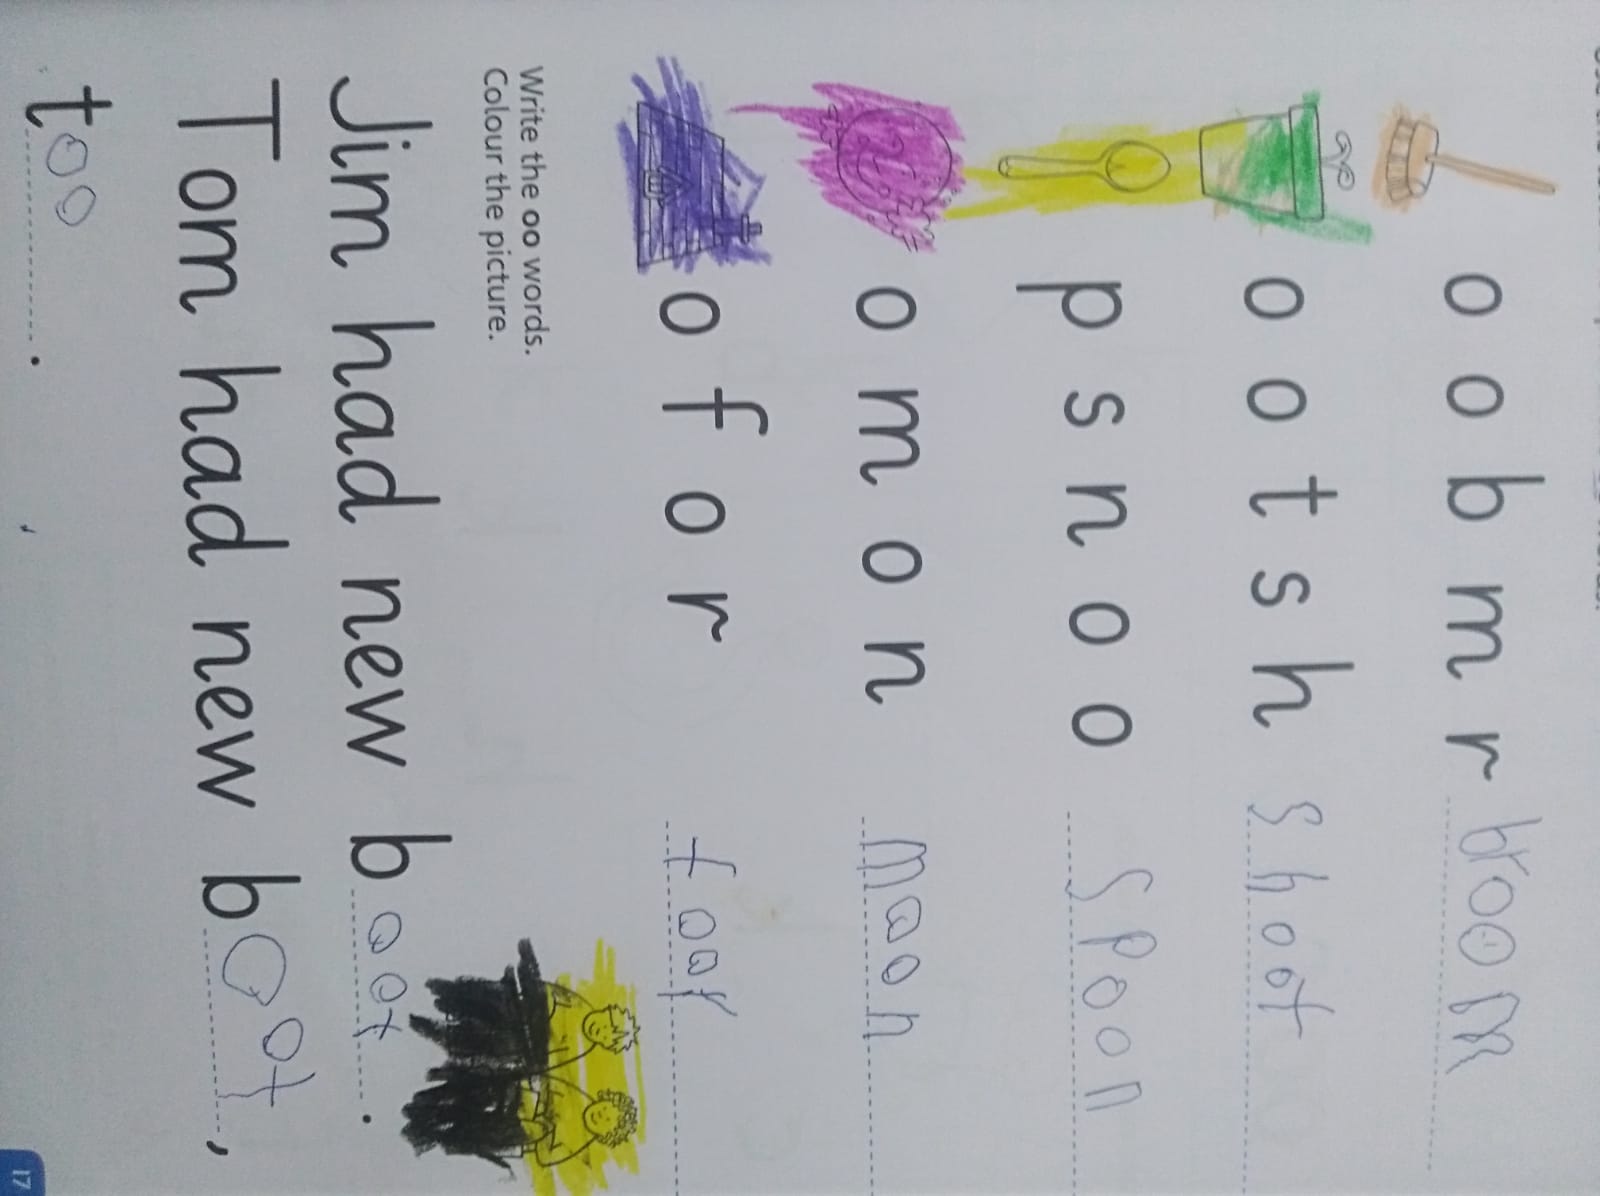 o o b m r broom
o o t s h shoot
p s n o o spoon
o m o n moon
o f o r foof
Write the oo words.
Colour the picture.
Jim had new boot.
Tom had new boot,
too.
17